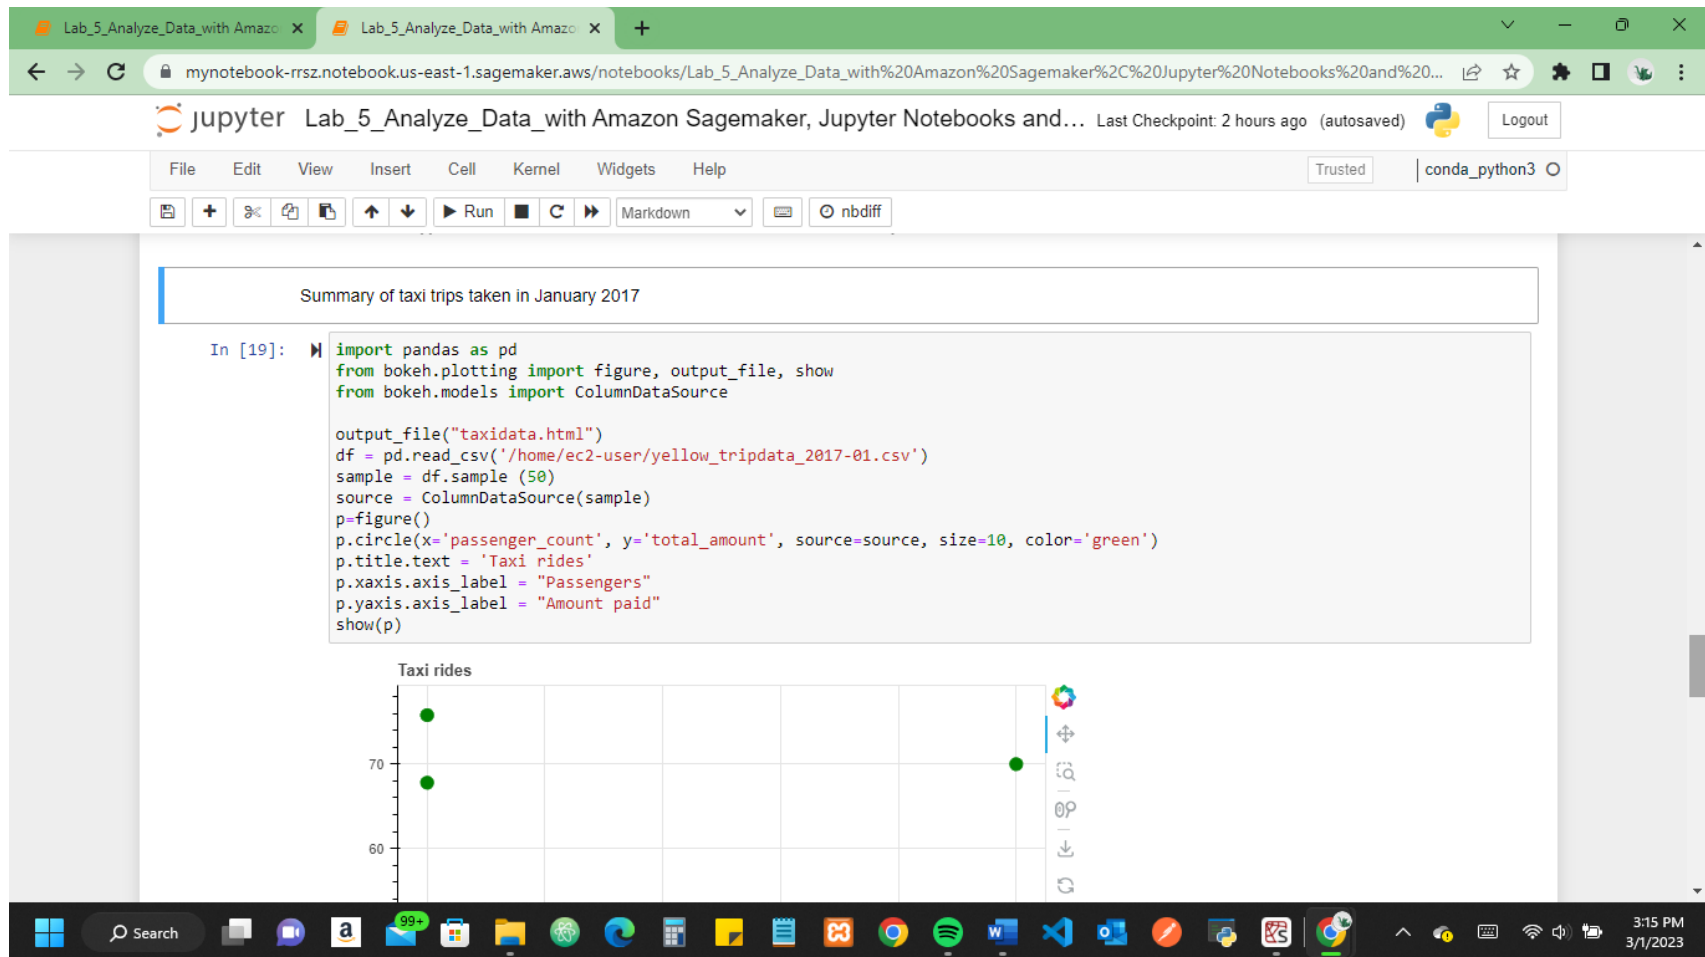 Lab_5_Analyze_Data_with Amazo
Lab_5_Analyze_Data_with Amazo
mynotebook-rrsz.notebook.us-east-1.sagemaker.aws/notebooks/Lab_5_Analyze_Data_with%20Amazon%20Sagemaker%2C%20Jupyter%20Notebooks%20and%20...
jupyter Lab_5_Analyze_Data_with Amazon Sagemaker, Jupyter Notebooks and... Last Checkpoint: 2 hours ago (autosaved) Logout
File Edit View Insert Cell Kernel Widgets Help Trusted conda_python3
Run Markdown nbdiff
Summary of taxi trips taken in January 2017
In [19]: import pandas as pd
from bokeh.plotting import figure, output_file, show
from bokeh.models import ColumnDataSource
output_file("taxidata.html")
df = pd.read_csv('/home/ec2-user/yellow_tripdata_2017-01.csv')
sample = df.sample (50)
source = ColumnDataSource(sample)
p=figure()
p.circle(x='passenger_count', y='total_amount', source=source, size=10, color='green')
p.title.text = 'Taxi rides'
p.xaxis.axis_label = "Passengers"
p.yaxis.axis_label = "Amount paid"
show(p)
Taxi rides
70
60
Search
99+
3:15 PM
3/1/2023